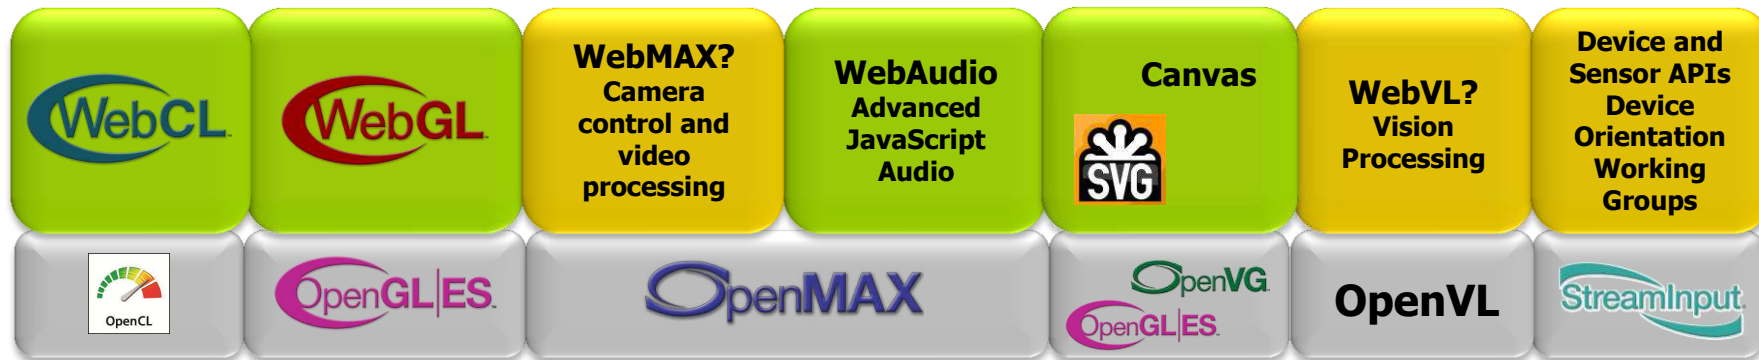 WebCL
WebGL
WebMAX?
Camera
control and
video
processing
WebAudio
Advanced
JavaScript
Audio
Canvas
SVG
WebVL?
Vision
Processing
Device and
Sensor APIs
Device
Orientation
Working
Groups
OpenCL
OpenGL|ES
OpenMAX
OpenVG
OpenGL|ES
OpenVL
StreamInput